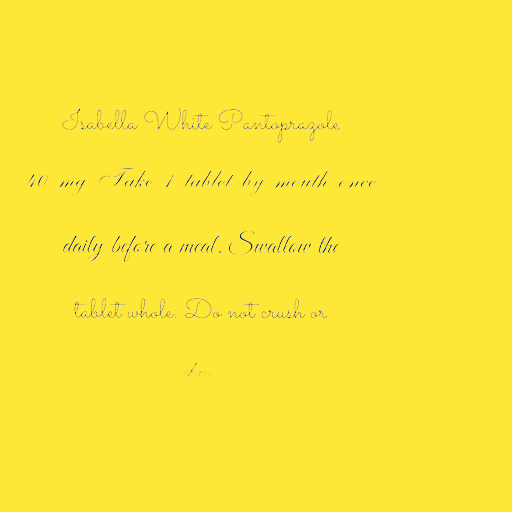 Isabella White Pantoprazole
40 mg Take 1 tablet by mouth once
daily before a meal. Swallow the
tablet whole. Do not crush or